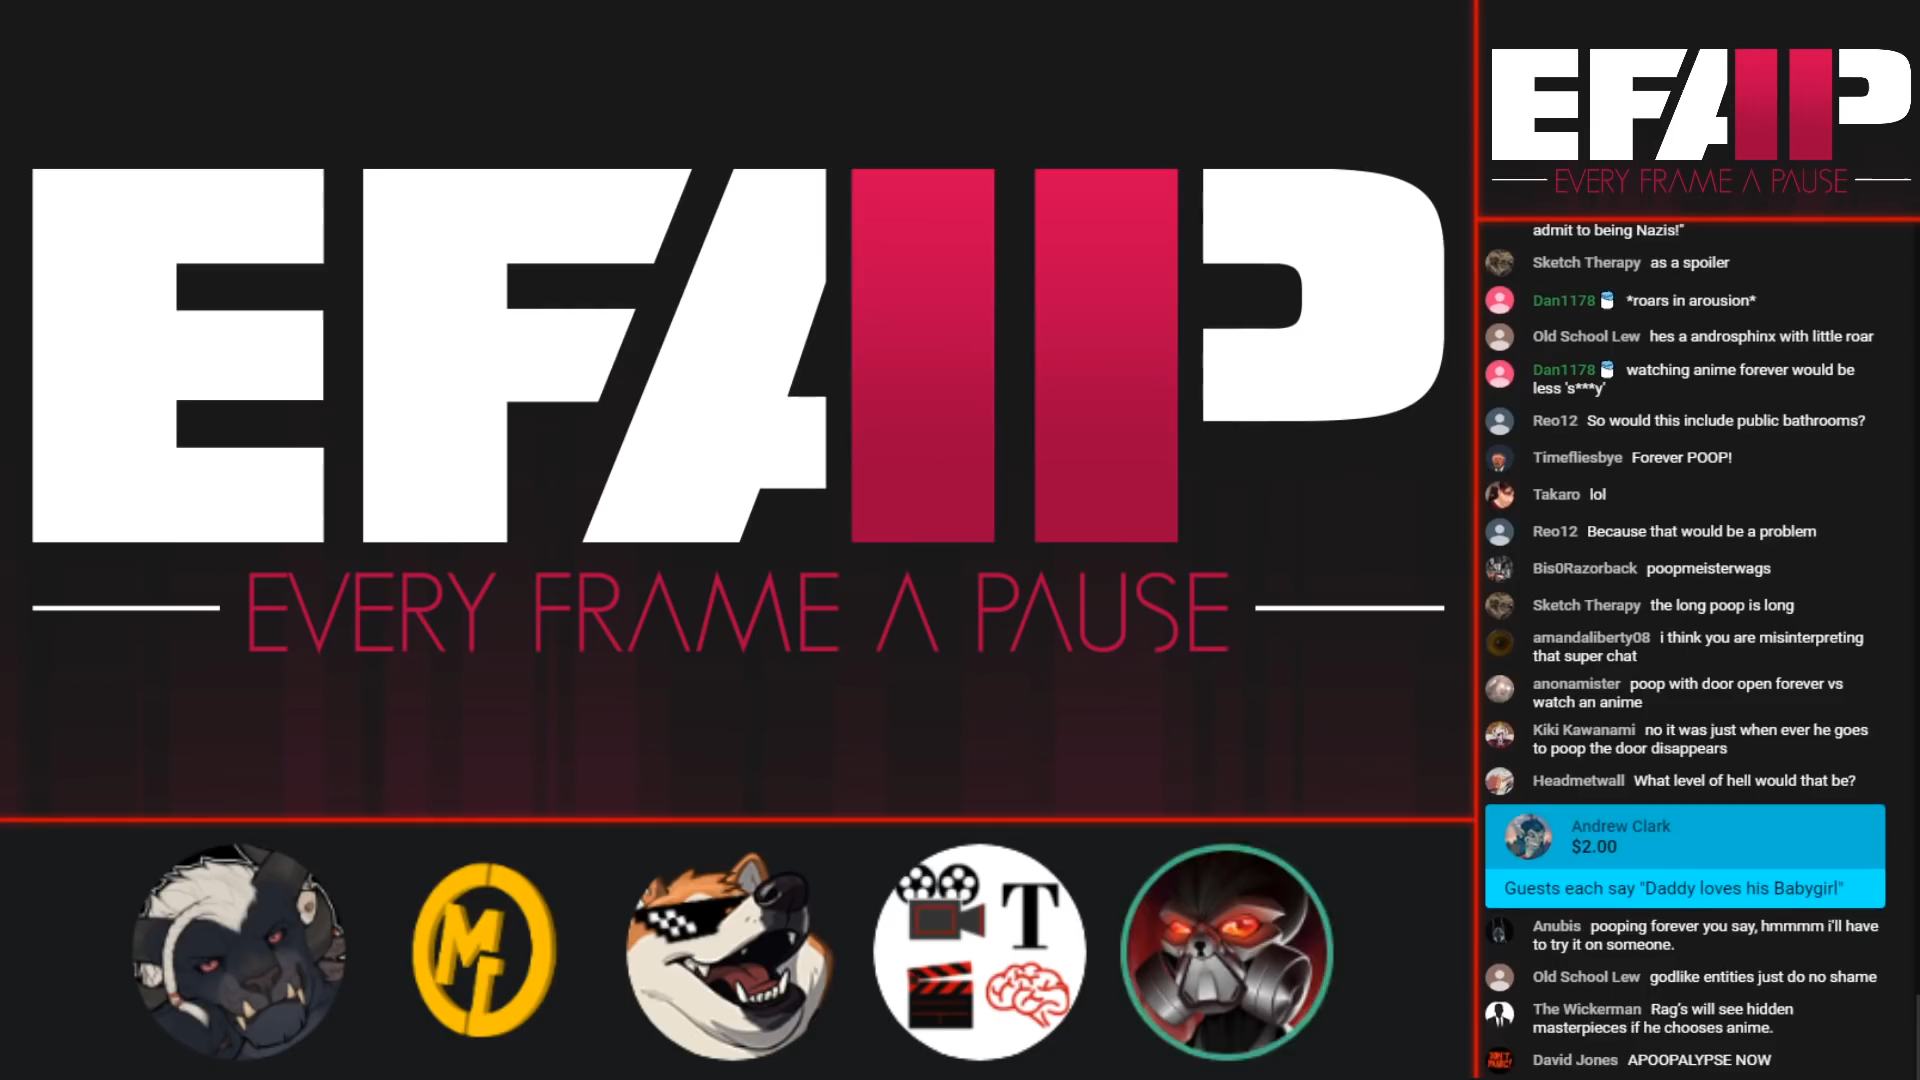 EFAP
EVERY FRAME A PAUSE
EFAP
EVERY FRAME A PAUSE
admit to being Nazis!"
Sketch Therapy as a spoiler
Dan1178 *roars in arousion*
Old School Lew hes a androsphinx with little roar
Dan1178 watching anime forever would be
less 's***y'
Reo12 So would this include public bathrooms?
Timefliesbye Forever POOP!
Takaro lol
Reo12 Because that would be a problem
Bis0Razorback poopmeisterwags
Sketch Therapy the long poop is long
amandaliberty08 i think you are misinterpreting
that super chat
anonamister poop with door open forever vs
watch an anime
Kiki Kawanami no it was just when ever he goes
to poop the door disappears
Headmetwall What level of hell would that be?
Andrew Clark
$2.00
Guests each say "Daddy loves his Babygirl"
Anubis pooping forever you say, hmmmm i'll have
to try it on someone.
Old School Lew godlike entities just do no shame
The Wickerman Rag's will see hidden
masterpieces if he chooses anime.
DON'T PANIC!
David Jones APOOPALYPSE NOW
ML
T